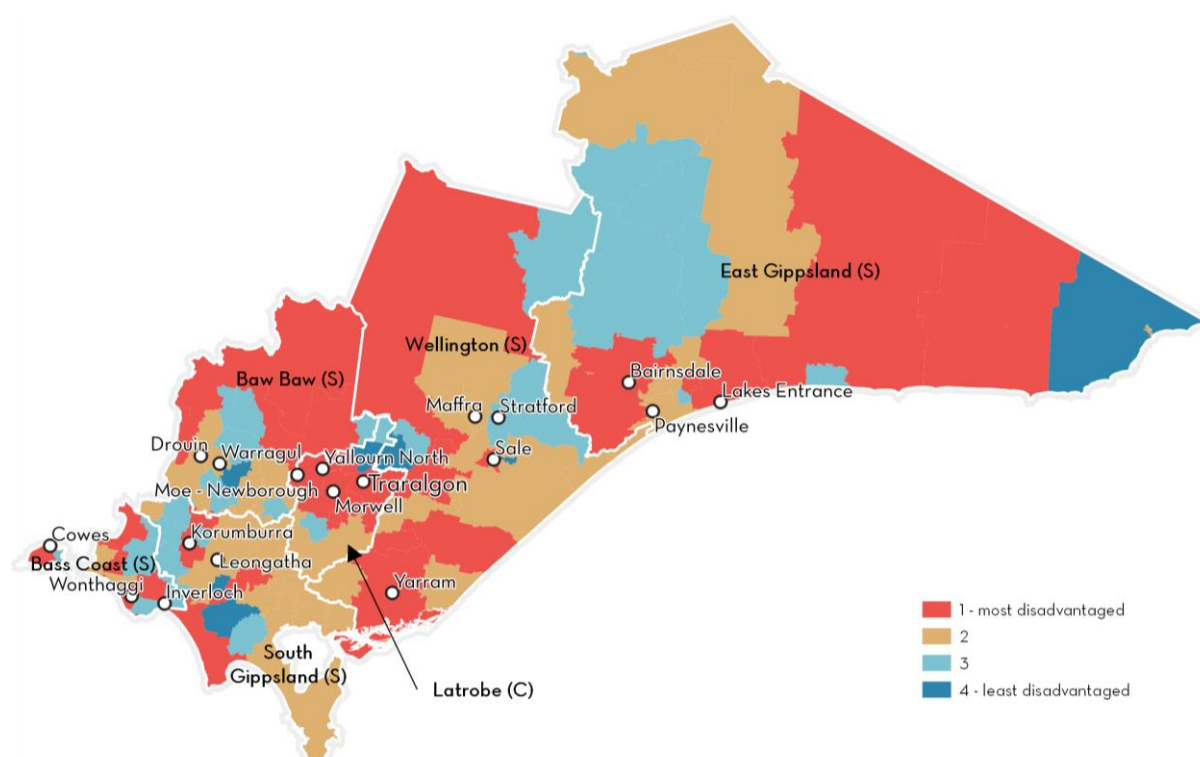 East Gippsland (S)
Wellington (S)
Bairnsdale
Baw Baw (S)
Lakes Entrance
Maffra
Stratford
Paynesville
Drouin
Warragul
Sale
Yallourn North
Traralgon
Moe - Newborough
Morwell
Cowes
Korumburra
Bass Coast (S)
Leongatha
Wonthaggi
Inverloch
Yarram
South
Gippsland (S)
Latrobe (C)
1 - most disadvantaged
2
3
4 - least disadvantaged